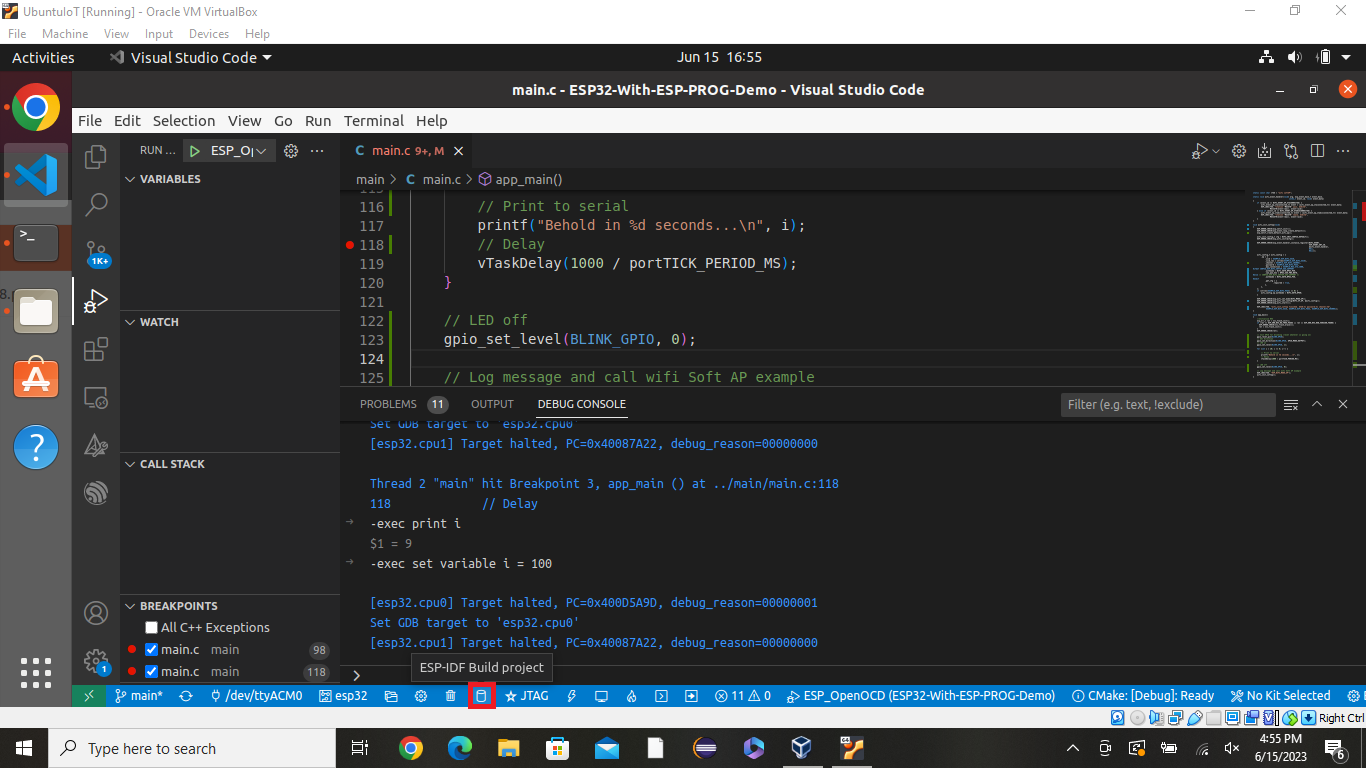 UbuntuIoT [Running] - Oracle VM VirtualBox
File Machine View Input Devices Help
Activities Visual Studio Code Jun 15 16:55
main.c - ESP32-With-ESP-PROG-Demo - Visual Studio Code
File Edit Selection View Go Run Terminal Help
RUN ... ESP_O ...
C main.c 9+, M
main > C main.c > app_main()
VARIABLES
116 // Print to serial
117 printf("Behold in %d seconds...\n", i);
118 // Delay
119 vTaskDelay(1000 / portTICK_PERIOD_MS);
120 }
121
122 // LED off
123 gpio_set_level(BLINK_GPIO, 0);
124
125 // Log message and call wifi Soft AP example
1K+
8.
WATCH
PROBLEMS 11 OUTPUT DEBUG CONSOLE
Filter (e.g. text, !exclude)
Set GDB target to 'esp32.cpu0'
[esp32.cpu1] Target halted, PC=0x40087A22, debug_reason=00000000
Thread 2 "main" hit Breakpoint 3, app_main () at ../main/main.c:118
118 // Delay
-exec print i
$1 = 9
-exec set variable i = 100
[esp32.cpu0] Target halted, PC=0x400D5A9D, debug_reason=00000001
Set GDB target to 'esp32.cpu0'
[esp32.cpu1] Target halted, PC=0x40087A22, debug_reason=00000000
>
CALL STACK
BREAKPOINTS
All C++ Exceptions
main.c main 98
main.c main 118
1
ESP-IDF Build project
main* /dev/ttyACM0 esp32 JTAG 11 0 ESP_OpenOCD (ESP32-With-ESP-PROG-Demo) CMake: [Debug]: Ready No Kit Selected
Right Ctrl
Type here to search
4:55 PM
6/15/2023
6